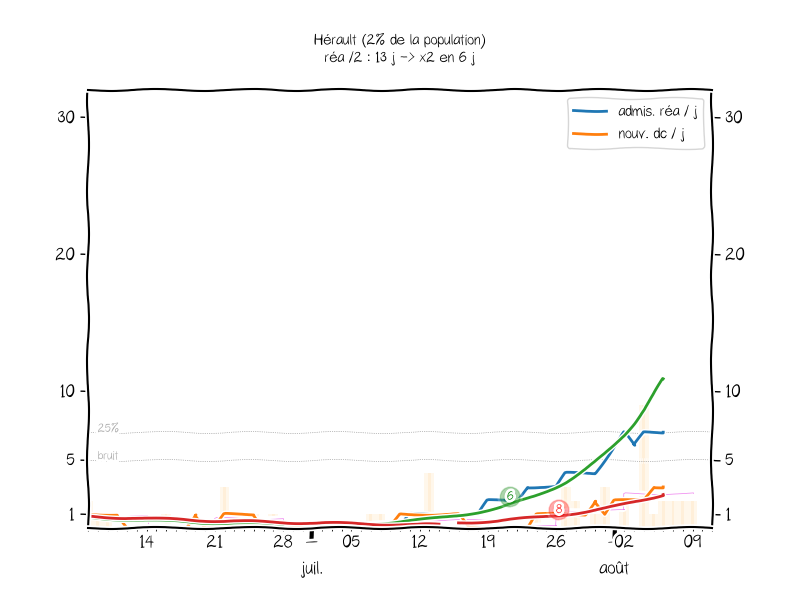 Hérault (2% de la population)
réa /2 : 13 j -> x2 en 6 j
admis. réa / j
nouv. dc / j
30
30
20
20
10
10
25%
bruit
5
5
6
8
1
1
14 21 28 05 12 19 26 02 09
juil. août